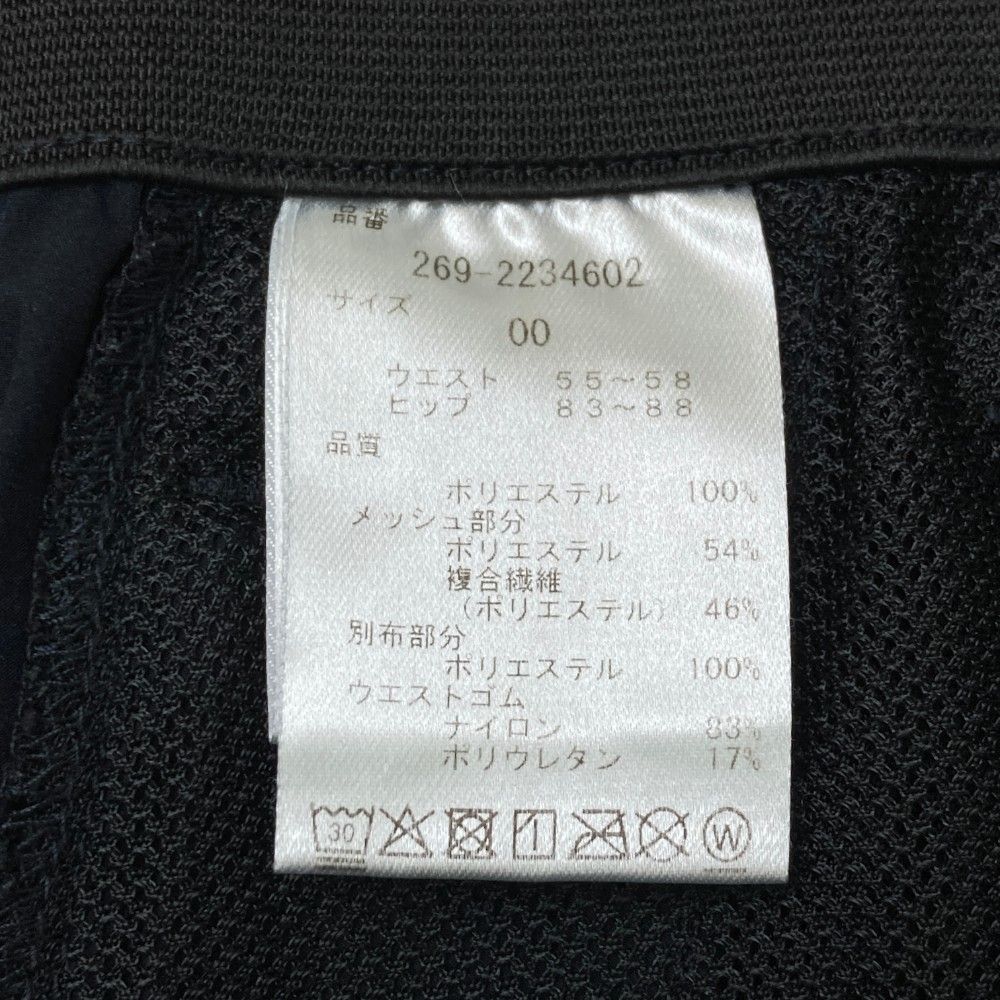 品番
269-2234602
サイズ
00
ウエスト 55～58
ヒップ 83～88
品質
ポリエステル 100%
メッシュ部分
ポリエステル 54%
複合繊維
(ポリエステル) 46%
別布部分
ポリエステル 100%
ウエストゴム
ナイロン 83%
ポリウレタン 17%
30 W